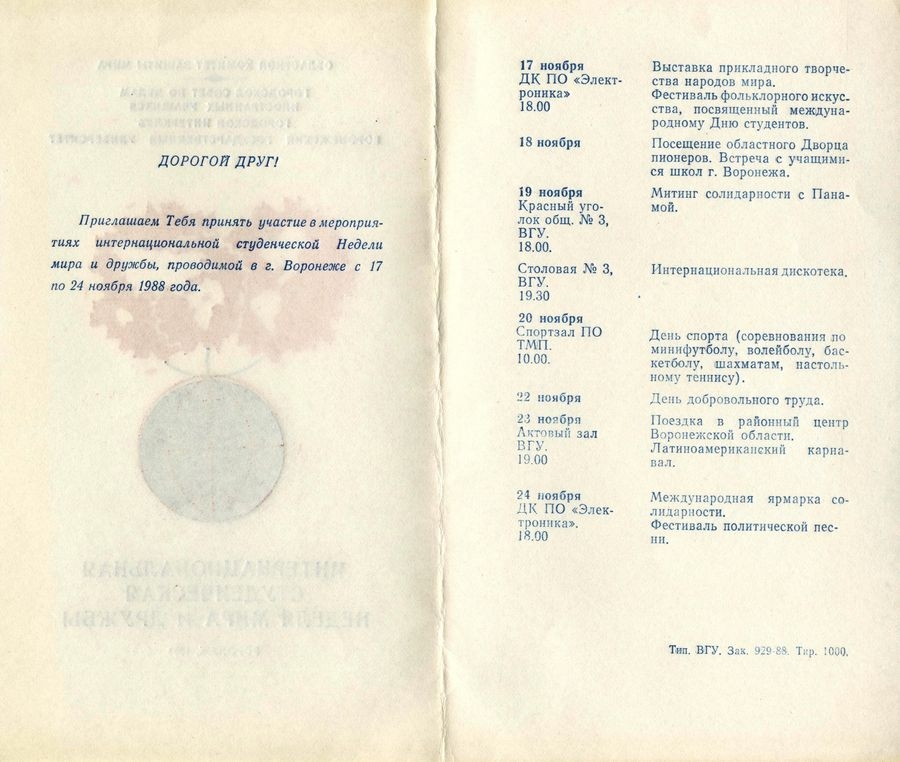 ДОРОГОЙ ДРУГ!
Приглашаем Тебя принять участие в мероприя-
тиях интернациональной студенческой Недели
мира и дружбы, проводимой в г. Воронеже с 17
по 24 ноября 1988 года.
ИНТЕРНАЦИОНАЛЬНАЯ
СТУДЕНЧЕСКАЯ
НЕДЕЛЯ МИРА И ДРУЖБЫ
17 ноября
ДК ПО «Элект-
роника»
18.00
Выставка прикладного творче-
ства народов мира.
Фестиваль фольклорного искус-
ства, посвященный междуна-
родному Дню студентов.
18 ноября
Посещение областного Дворца
пионеров. Встреча с учащими-
ся школ г. Воронежа.
19 ноября
Красный уго-
лок общ. № 3,
ВГУ.
18.00.
Митинг солидарности с Пана-
мой.
Столовая № 3,
ВГУ.
19.30
Интернациональная дискотека.
20 ноября
Спортзал ПО
ТМП.
10.00.
День спорта (соревнования по
минифутболу, волейболу, бас-
кетболу, шахматам, настоль-
ному теннису).
22 ноября
День добровольного труда.
23 ноября
Актовый зал
ВГУ.
19.00
Поездка в районный центр
Воронежской области.
Латиноамериканский карна-
вал.
24 ноября
ДК ПО «Элек-
троника».
18.00
Международная ярмарка со-
лидарности.
Фестиваль политической пес-
ни.
Тип. ВГУ. Зак. 929-88. Тир. 1000.